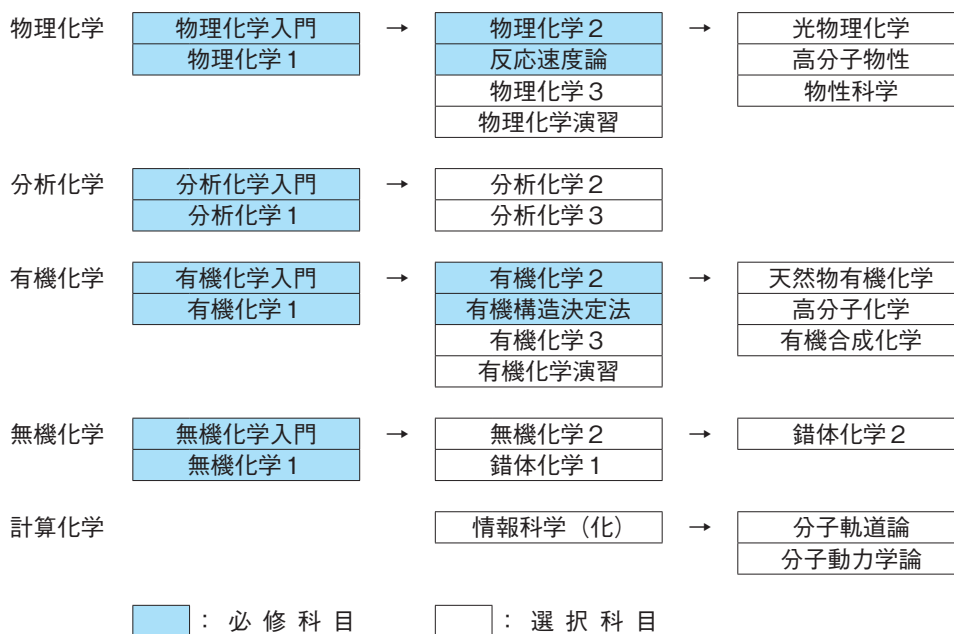 物理化学 物理化学入門 → 物理化学2 → 光物理化学
物理化学1 反応速度論 高分子物性
物理化学3 物性科学
物理化学演習
分析化学 分析化学入門 → 分析化学2
分析化学1 分析化学3
有機化学 有機化学入門 → 有機化学2 → 天然物有機化学
有機化学1 有機構造決定法 高分子化学
有機化学3 有機合成化学
有機化学演習
無機化学 無機化学入門 → 無機化学2 → 錯体化学2
無機化学1 錯体化学1
計算化学 情報科学（化） → 分子軌道論
分子動力学論
：必修科目 ：選択科目